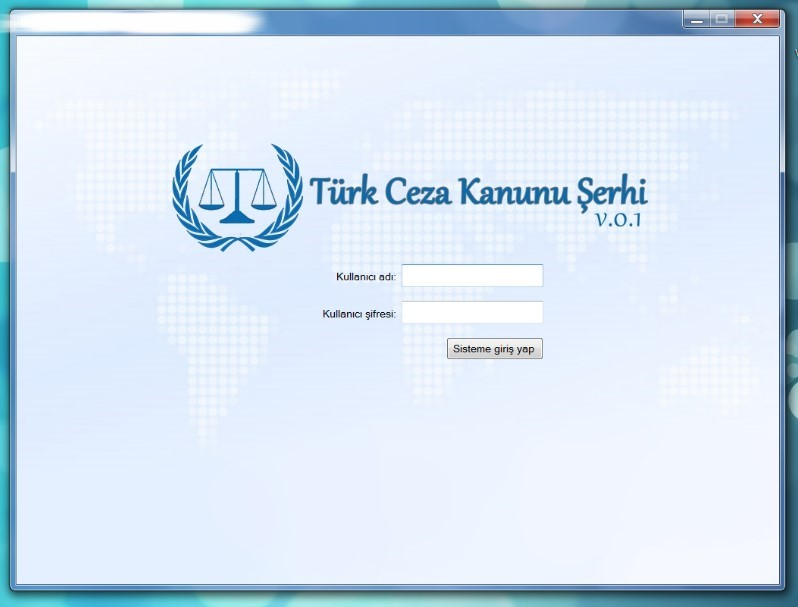 Türk Ceza Kanunu Şerhi
V.0.1
Kullanıcı adı:
Kullanıcı şifresi:
Sisteme giriş yap